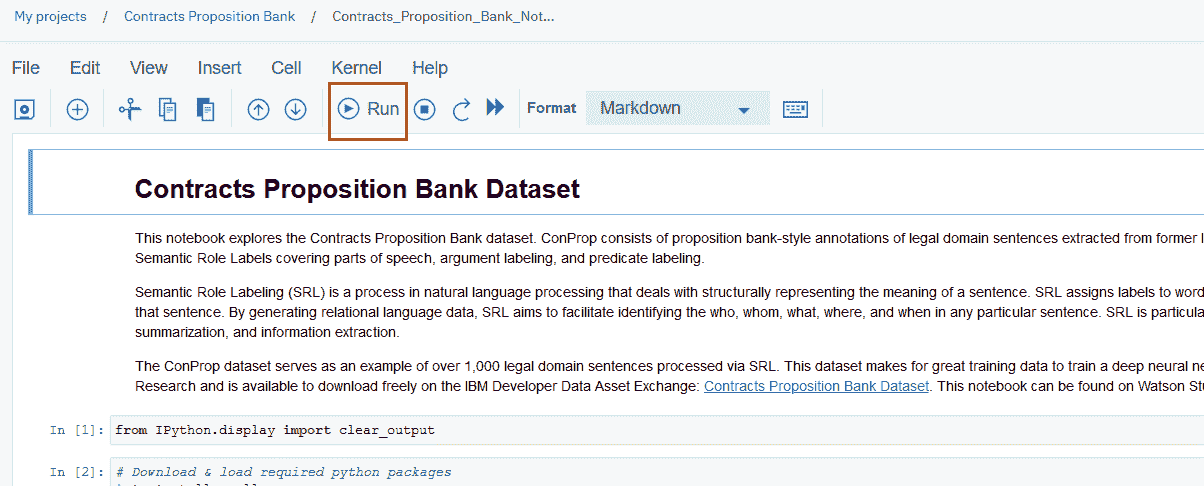 My projects / Contracts Proposition Bank / Contracts_Proposition_Bank_Not...
File Edit View Insert Cell Kernel Help
Run Format Markdown
Contracts Proposition Bank Dataset
This notebook explores the Contracts Proposition Bank dataset. ConProp consists of proposition bank-style annotations of legal domain sentences extracted from former
Semantic Role Labels covering parts of speech, argument labeling, and predicate labeling.
Semantic Role Labeling (SRL) is a process in natural language processing that deals with structurally representing the meaning of a sentence. SRL assigns labels to word
that sentence. By generating relational language data, SRL aims to facilitate identifying the who, whom, what, where, and when in any particular sentence. SRL is particula
summarization, and information extraction.
The ConProp dataset serves as an example of over 1,000 legal domain sentences processed via SRL. This dataset makes for great training data to train a deep neural ne
Research and is available to download freely on the IBM Developer Data Asset Exchange: Contracts Proposition Bank Dataset. This notebook can be found on Watson Stu
In [1]: from IPython.display import clear_output
In [2]: # Download & load required python packages